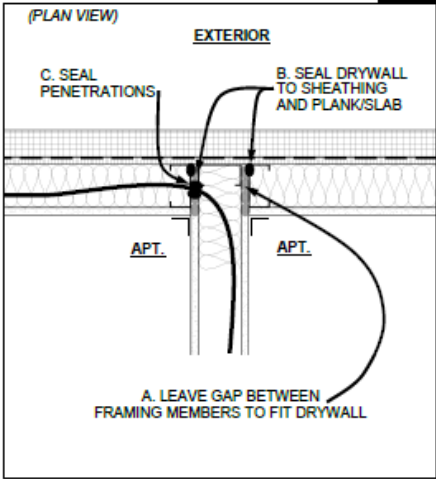 (PLAN VIEW)
EXTERIOR
C. SEAL
PENETRATIONS
B. SEAL DRYWALL
TO SHEATHING
AND PLANK/SLAB
APT.
APT.
A. LEAVE GAP BETWEEN
FRAMING MEMBERS TO FIT DRYWALL